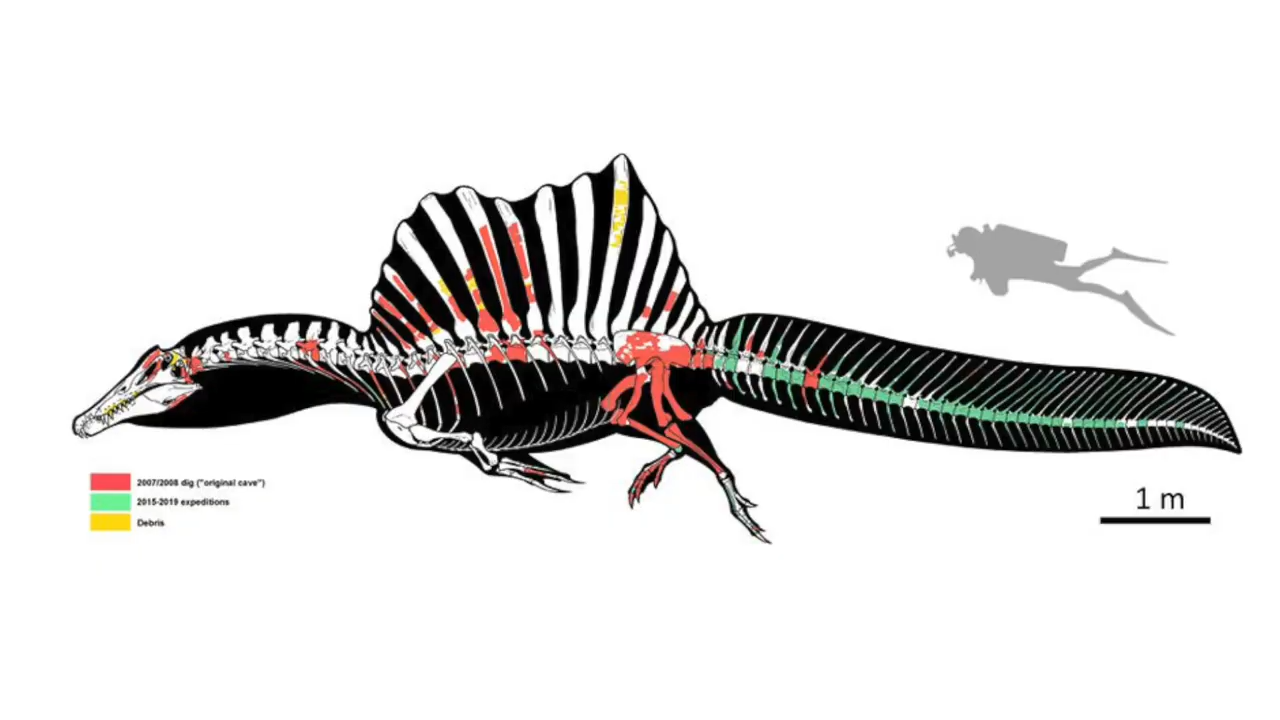 2007/2008 dig ("original cave")
2015-2019 expeditions
Debris
1 m